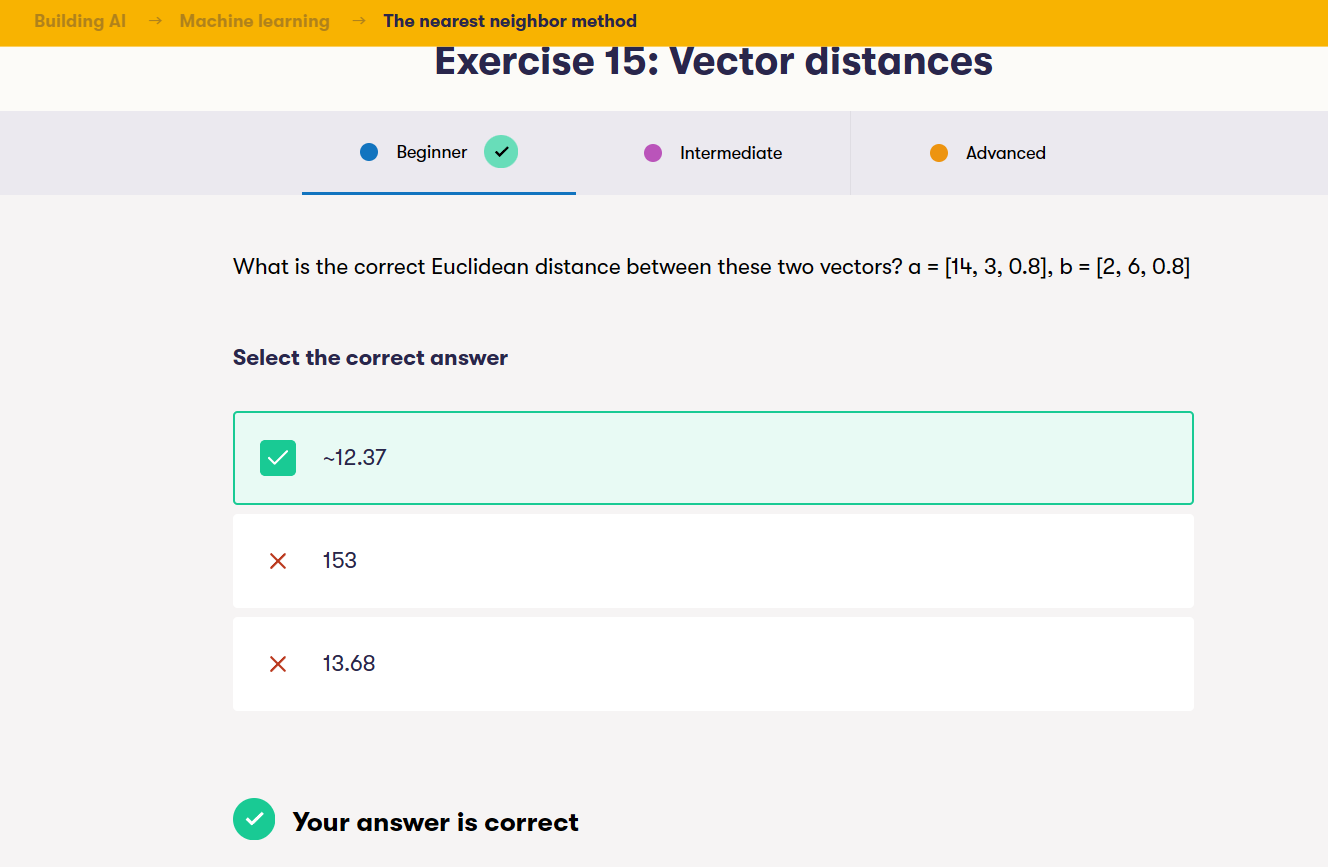 Building AI → Machine learning → The nearest neighbor method
Exercise 15: Vector distances
Beginner
Intermediate
Advanced
What is the correct Euclidean distance between these two vectors? a = [14, 3, 0.8], b = [2, 6, 0.8]
Select the correct answer
~12.37
153
13.68
Your answer is correct